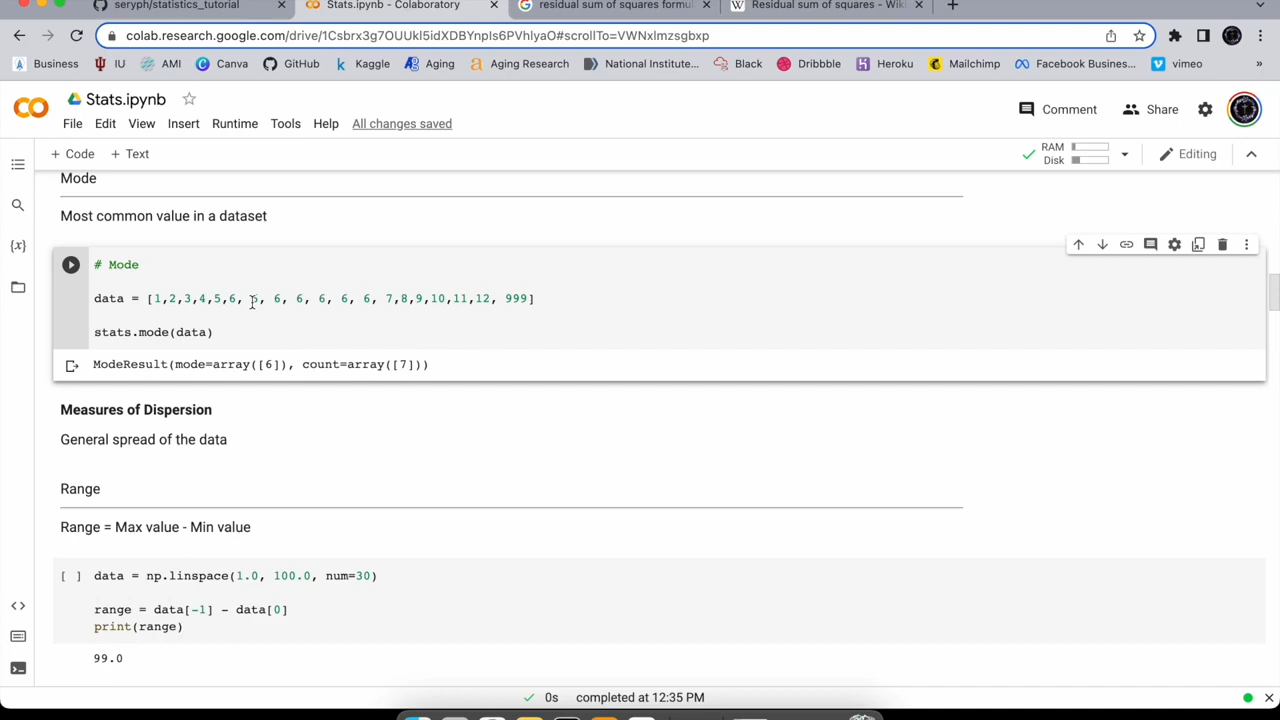 seryph/statistics_tutorial
Stats.ipynb - Colaboratory
residual sum of squares formul
Residual sum of squares - Wiki
colab.research.google.com/drive/1Csbrx3g7OUUkl5idXDBYnpIs6PVhlyaO#scrollTo=VWNxlmzsgbxp
Business IU AMI Canva GitHub Kaggle Aging Aging Research National Institute... Black Dribbble Heroku Mailchimp Facebook Busines... vimeo »
Stats.ipynb
Comment Share
File Edit View Insert Runtime Tools Help All changes saved
+ Code + Text
RAM
Disk
Editing
Mode
Most common value in a dataset
# Mode
data = [1,2,3,4,5,6, 6, 6, 6, 6, 6, 6, 7,8,9,10,11,12, 999]
stats.mode(data)
ModeResult(mode=array([6]), count=array([7]))
Measures of Dispersion
General spread of the data
Range
Range = Max value - Min value
[ ] data = np.linspace(1.0, 100.0, num=30)
range = data[-1] - data[0]
print(range)
99.0
0s completed at 12:35 PM